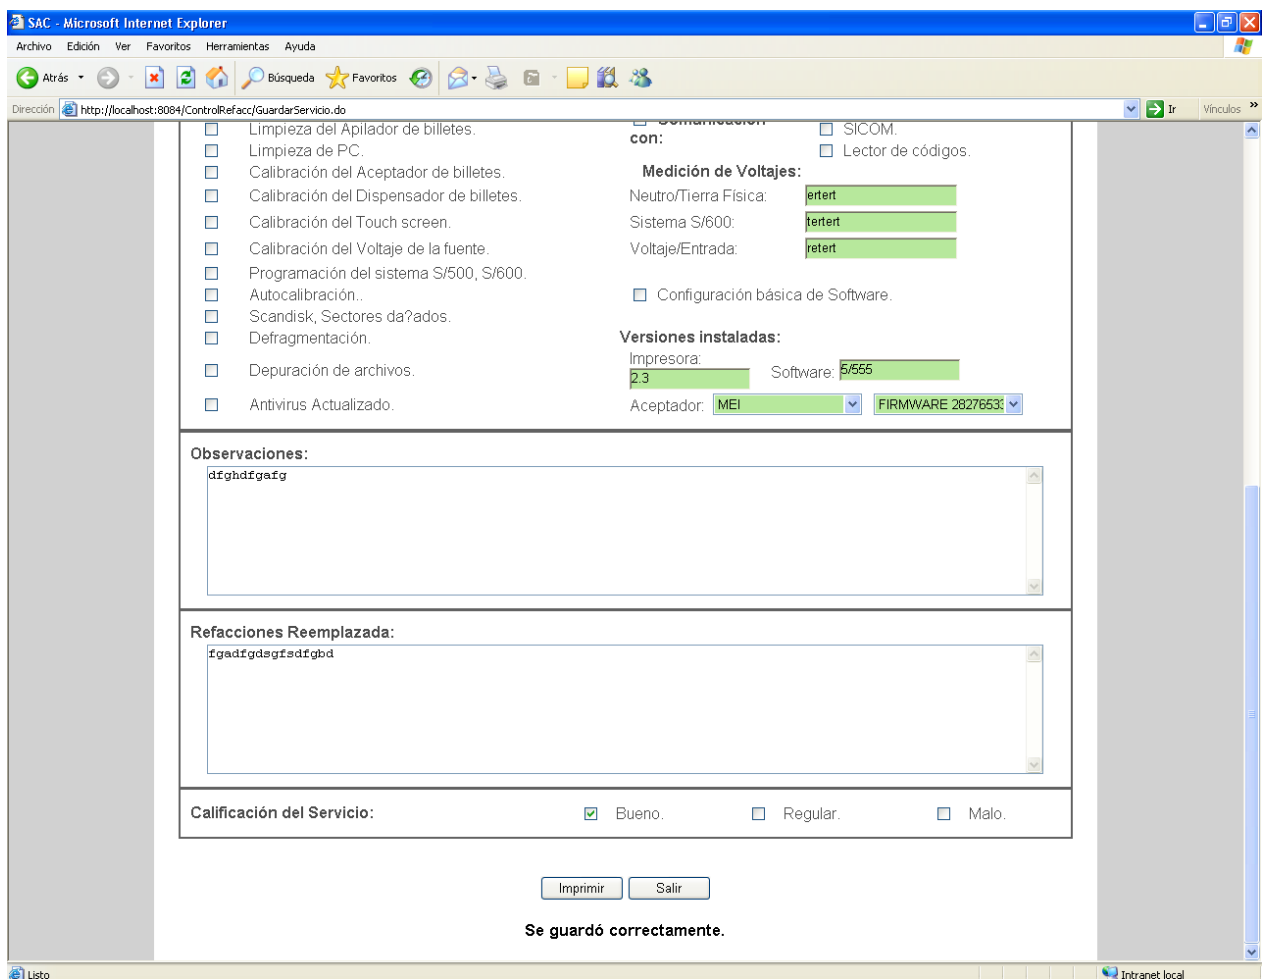 SAC - Microsoft Internet Explorer
Archivo Edición Ver Favoritos Herramientas Ayuda
Atrás Búsqueda Favoritos
Dirección http://localhost:8084/ControlRefacc/GuardarServicio.do Ir Vínculos »
Limpieza del Apilador de billetes. Comunicación con: SICOM.
Limpieza de PC. Lector de códigos.
Calibración del Aceptador de billetes. Medición de Voltajes:
Calibración del Dispensador de billetes. Neutro/Tierra Física: ertert
Calibración del Touch screen. Sistema S/600: tertert
Calibración del Voltaje de la fuente. Voltaje/Entrada: retert
Programación del sistema S/500, S/600.
Autocalibración.. Configuración básica de Software.
Scandisk, Sectores da?ados.
Defragmentación. Versiones instaladas:
Impresora:
Depuración de archivos. 2.3 Software: 5/555
Antivirus Actualizado. Aceptador: MEI FIRMWARE 28276533
Observaciones:
dfghdfgafg
Refacciones Reemplazada:
fgadfgdsgfsdfgbd
Calificación del Servicio: Bueno. Regular. Malo.
Imprimir Salir
Se guardó correctamente.
Listo Intranet local